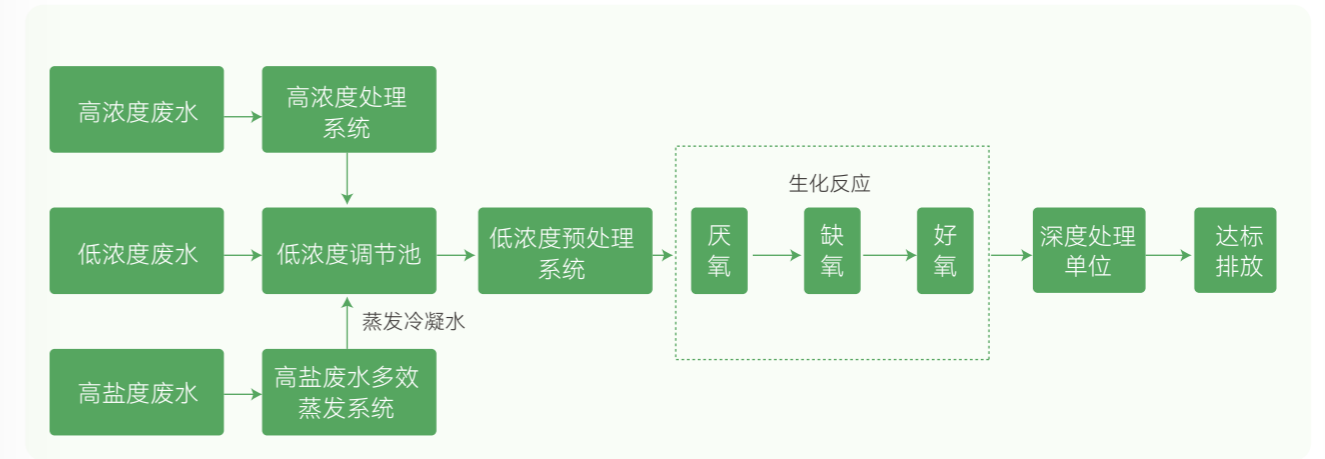 高浓度废水
高浓度处理
系统
低浓度废水
低浓度调节池
低浓度预处理
系统
生化反应
厌
氧
缺
氧
好
氧
深度处理
单位
达标
排放
蒸发冷凝水
高盐度废水
高盐废水多效
蒸发系统